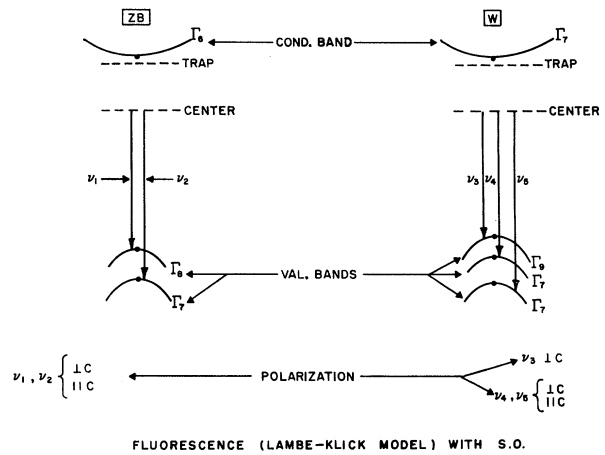 ZB W
Γ6 COND. BAND Γ7
TRAP TRAP
CENTER CENTER
ν1 ν2 ν3 ν4 ν5
Γ8 VAL. BANDS Γ9
Γ7 Γ7
Γ7
ν3 ⊥C
ν1, ν2 { ⊥C POLARIZATION ν4, ν5 { ⊥C
||C ||C
FLUORESCENCE (LAMBE-KLICK MODEL) WITH S.O.